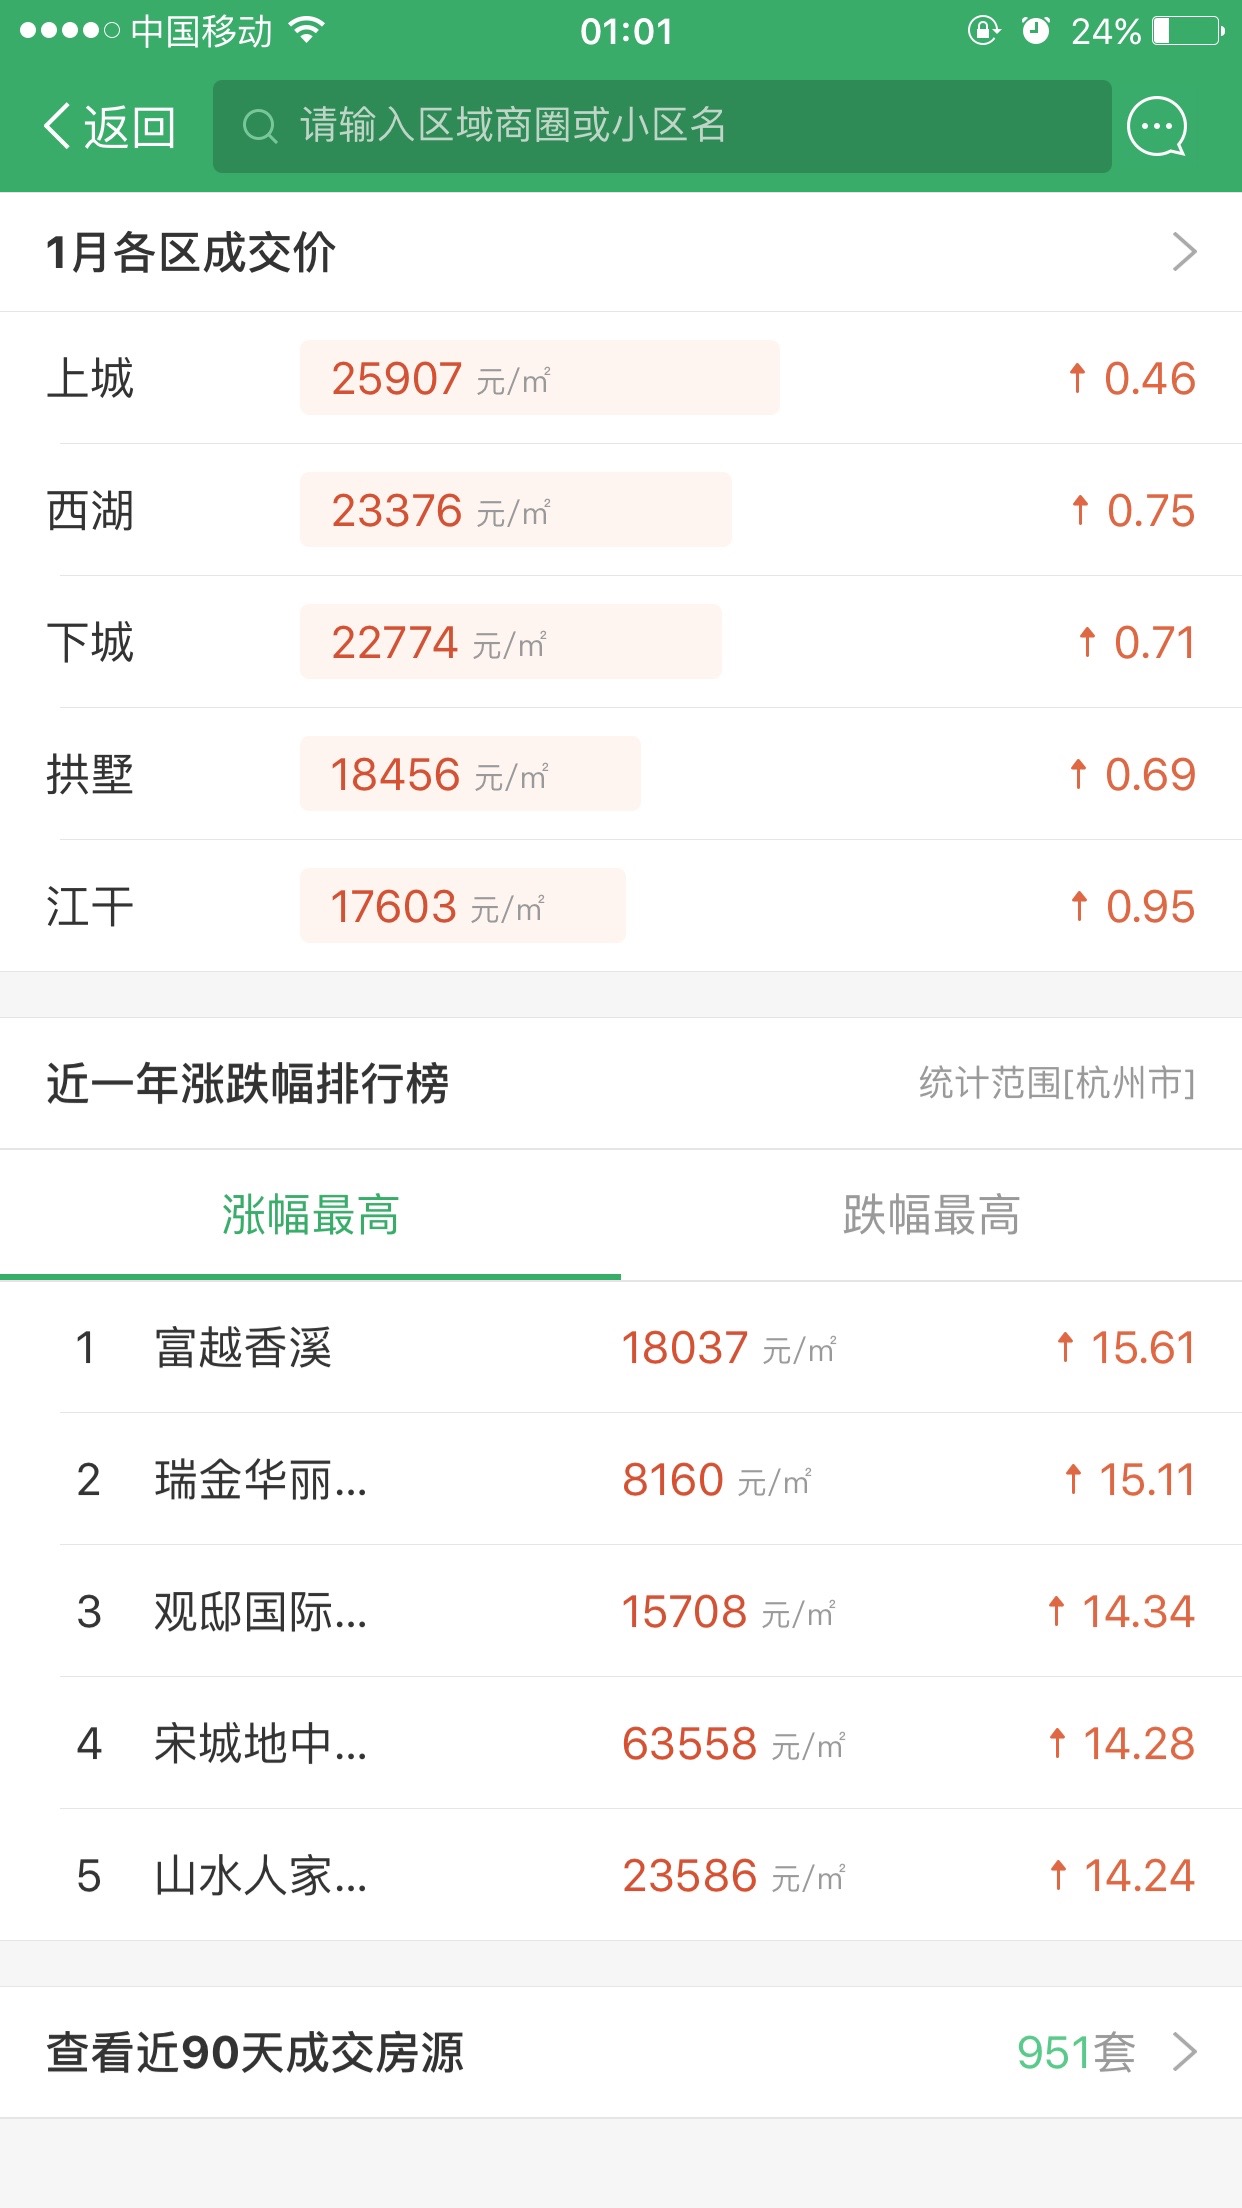 中国移动 01:01 24%
返回 请输入区域商圈或小区名
1月各区成交价
上城 25907 元/㎡ ↑ 0.46
西湖 23376 元/㎡ ↑ 0.75
下城 22774 元/㎡ ↑ 0.71
拱墅 18456 元/㎡ ↑ 0.69
江干 17603 元/㎡ ↑ 0.95
近一年涨跌幅排行榜 统计范围[杭州市]
涨幅最高 跌幅最高
1 富越香溪 18037 元/㎡ ↑ 15.61
2 瑞金华丽... 8160 元/㎡ ↑ 15.11
3 观邸国际... 15708 元/㎡ ↑ 14.34
4 宋城地中... 63558 元/㎡ ↑ 14.28
5 山水人家... 23586 元/㎡ ↑ 14.24
查看近90天成交房源 951套